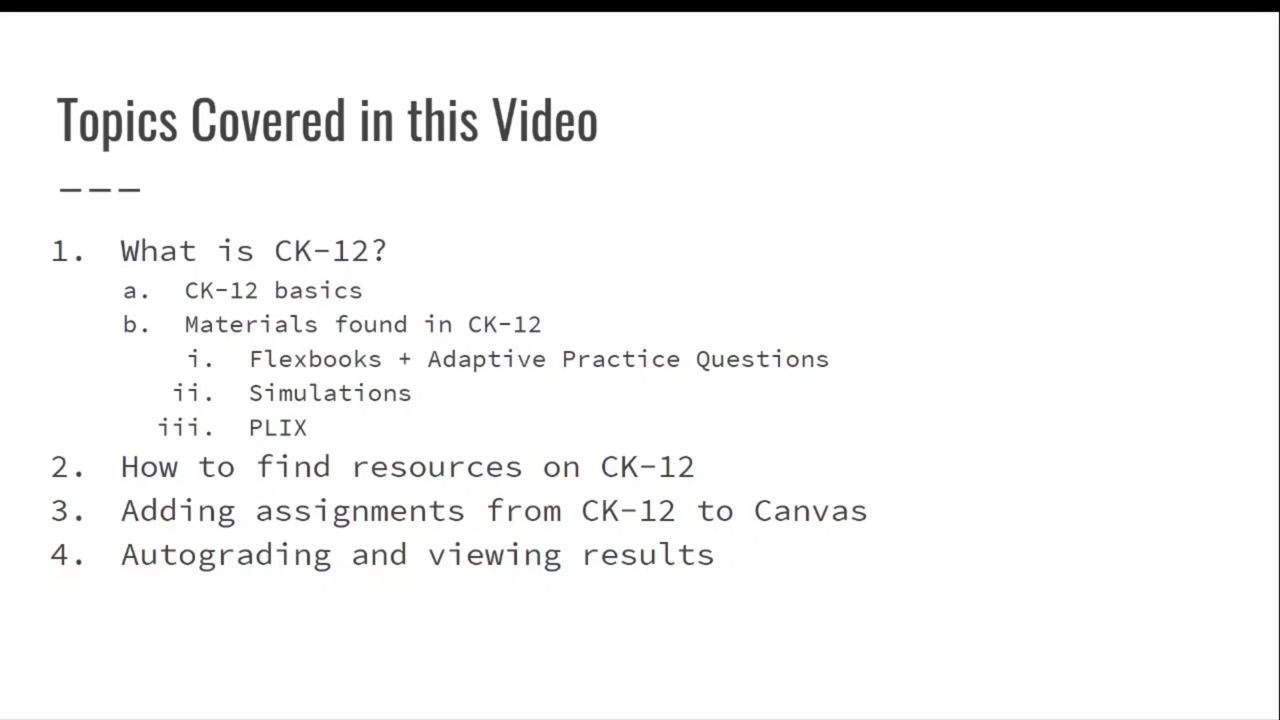 Topics Covered in this Video
1. What is CK-12?
a. CK-12 basics
b. Materials found in CK-12
i. Flexbooks + Adaptive Practice Questions
ii. Simulations
iii. PLIX
2. How to find resources on CK-12
3. Adding assignments from CK-12 to Canvas
4. Autograding and viewing results